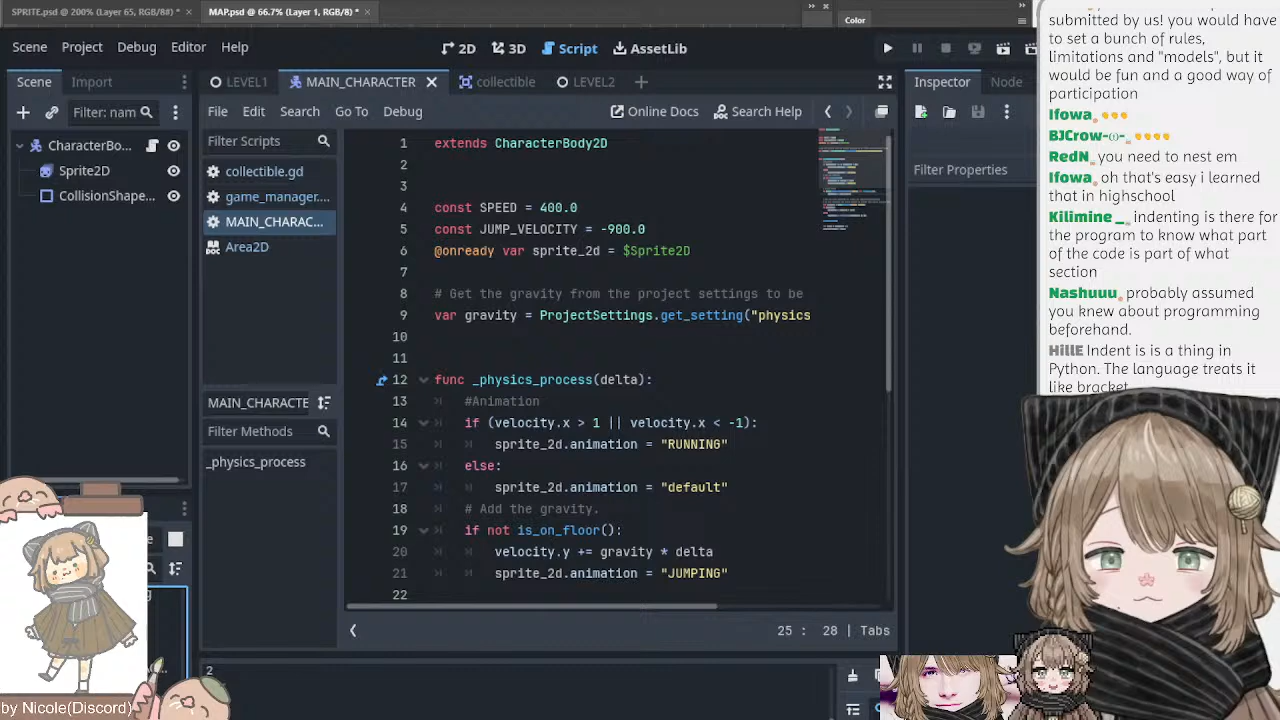 SPRITE.psd @ 200% (Layer 65, RGB/8#) *
MAP.psd @ 66.7% (Layer 1, RGB/8*) *
Color
Scene Project Debug Editor Help
2D 3D Script AssetLib
Scene Import
LEVEL1 MAIN_CHARACTER collectible LEVEL2
Inspector Node
Filter: nam
File Edit Search Go To Debug
Online Docs Search Help
CharacterBo
Sprite2D
Collision
Filter Scripts
game_manager....
MAIN_CHARAC...
Area2D
MAIN_CHARACTE
Filter Methods
_physics_process
Filter Properties
1 extends CharacterBody2D
2
3
4 const SPEED = 400.0
5 const JUMP_VELOCITY = -900.0
6 @onready var sprite_2d = $Sprite2D
7
8 # Get the gravity from the project settings to be
9 var gravity = ProjectSettings.get_setting("physics
10
11
12 func _physics_process(delta):
13 #Animation
14 if (velocity.x > 1 || velocity.x < -1):
15 sprite_2d.animation = "RUNNING"
16 else:
17 sprite_2d.animation = "default"
18 # Add the gravity.
19 if not is_on_floor():
20 velocity.y += gravity * delta
21 sprite_2d.animation = "JUMPING"
22
25 : 28 | Tabs
2
submitted by us! you would have
to set a bunch of rules,
limitations and "models", but it
would be fun and a good way of
participation
Ifowa
BJCrow
RedN you need to test em
Ifowa oh that's how i learned
that in highschool
Kilimine_ indenting is there for
the program to know what part
of the code is part of what
section
Nashuuu probably assumed
you knew about programming
beforehand.
HillE Indent is is a thing in
Python. The language treats it
like bracket
by Nicole(Discord)